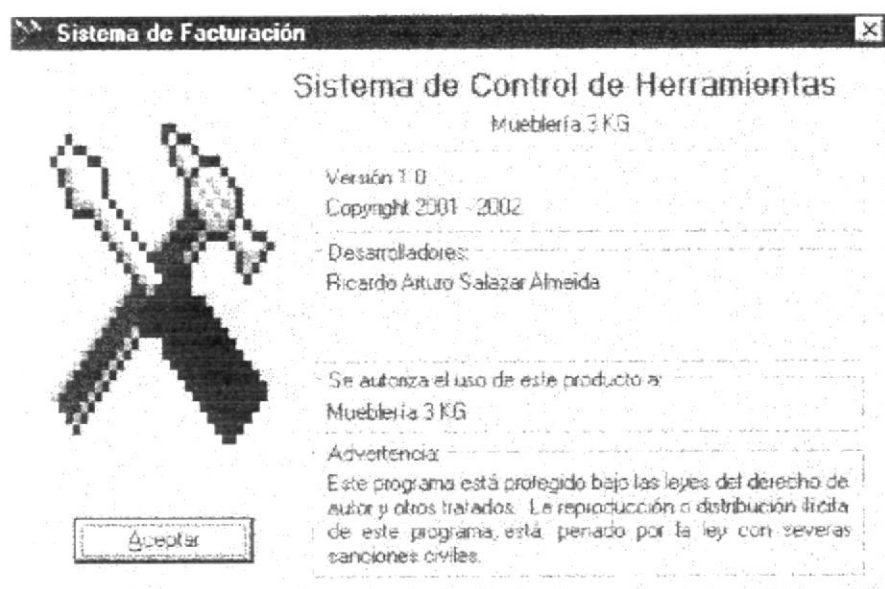 Sistema de Facturación
Sistema de Control de Herramientas
Mueblería 3 KG
Versión 1.0
Copyright 2001 - 2002
Desarrolladores:
Ricardo Arturo Salazar Almeida
Se autoriza el uso de este producto a:
Mueblería 3 KG
Advertencia:
Este programa está protegido bajo las leyes del derecho de
autor y otros tratados. La reproducción o distribución ilícita
de este programa, está penado por la ley con severas
sanciones civiles.
Aceptar